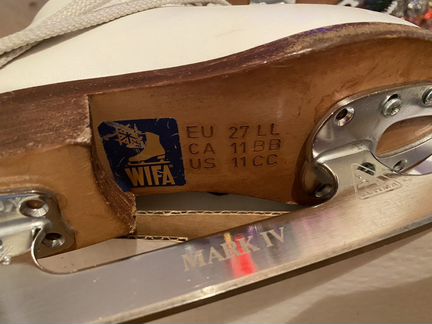 WIFA
EU 27 LL
CA 11 BB
US 11 CC
MARK IV